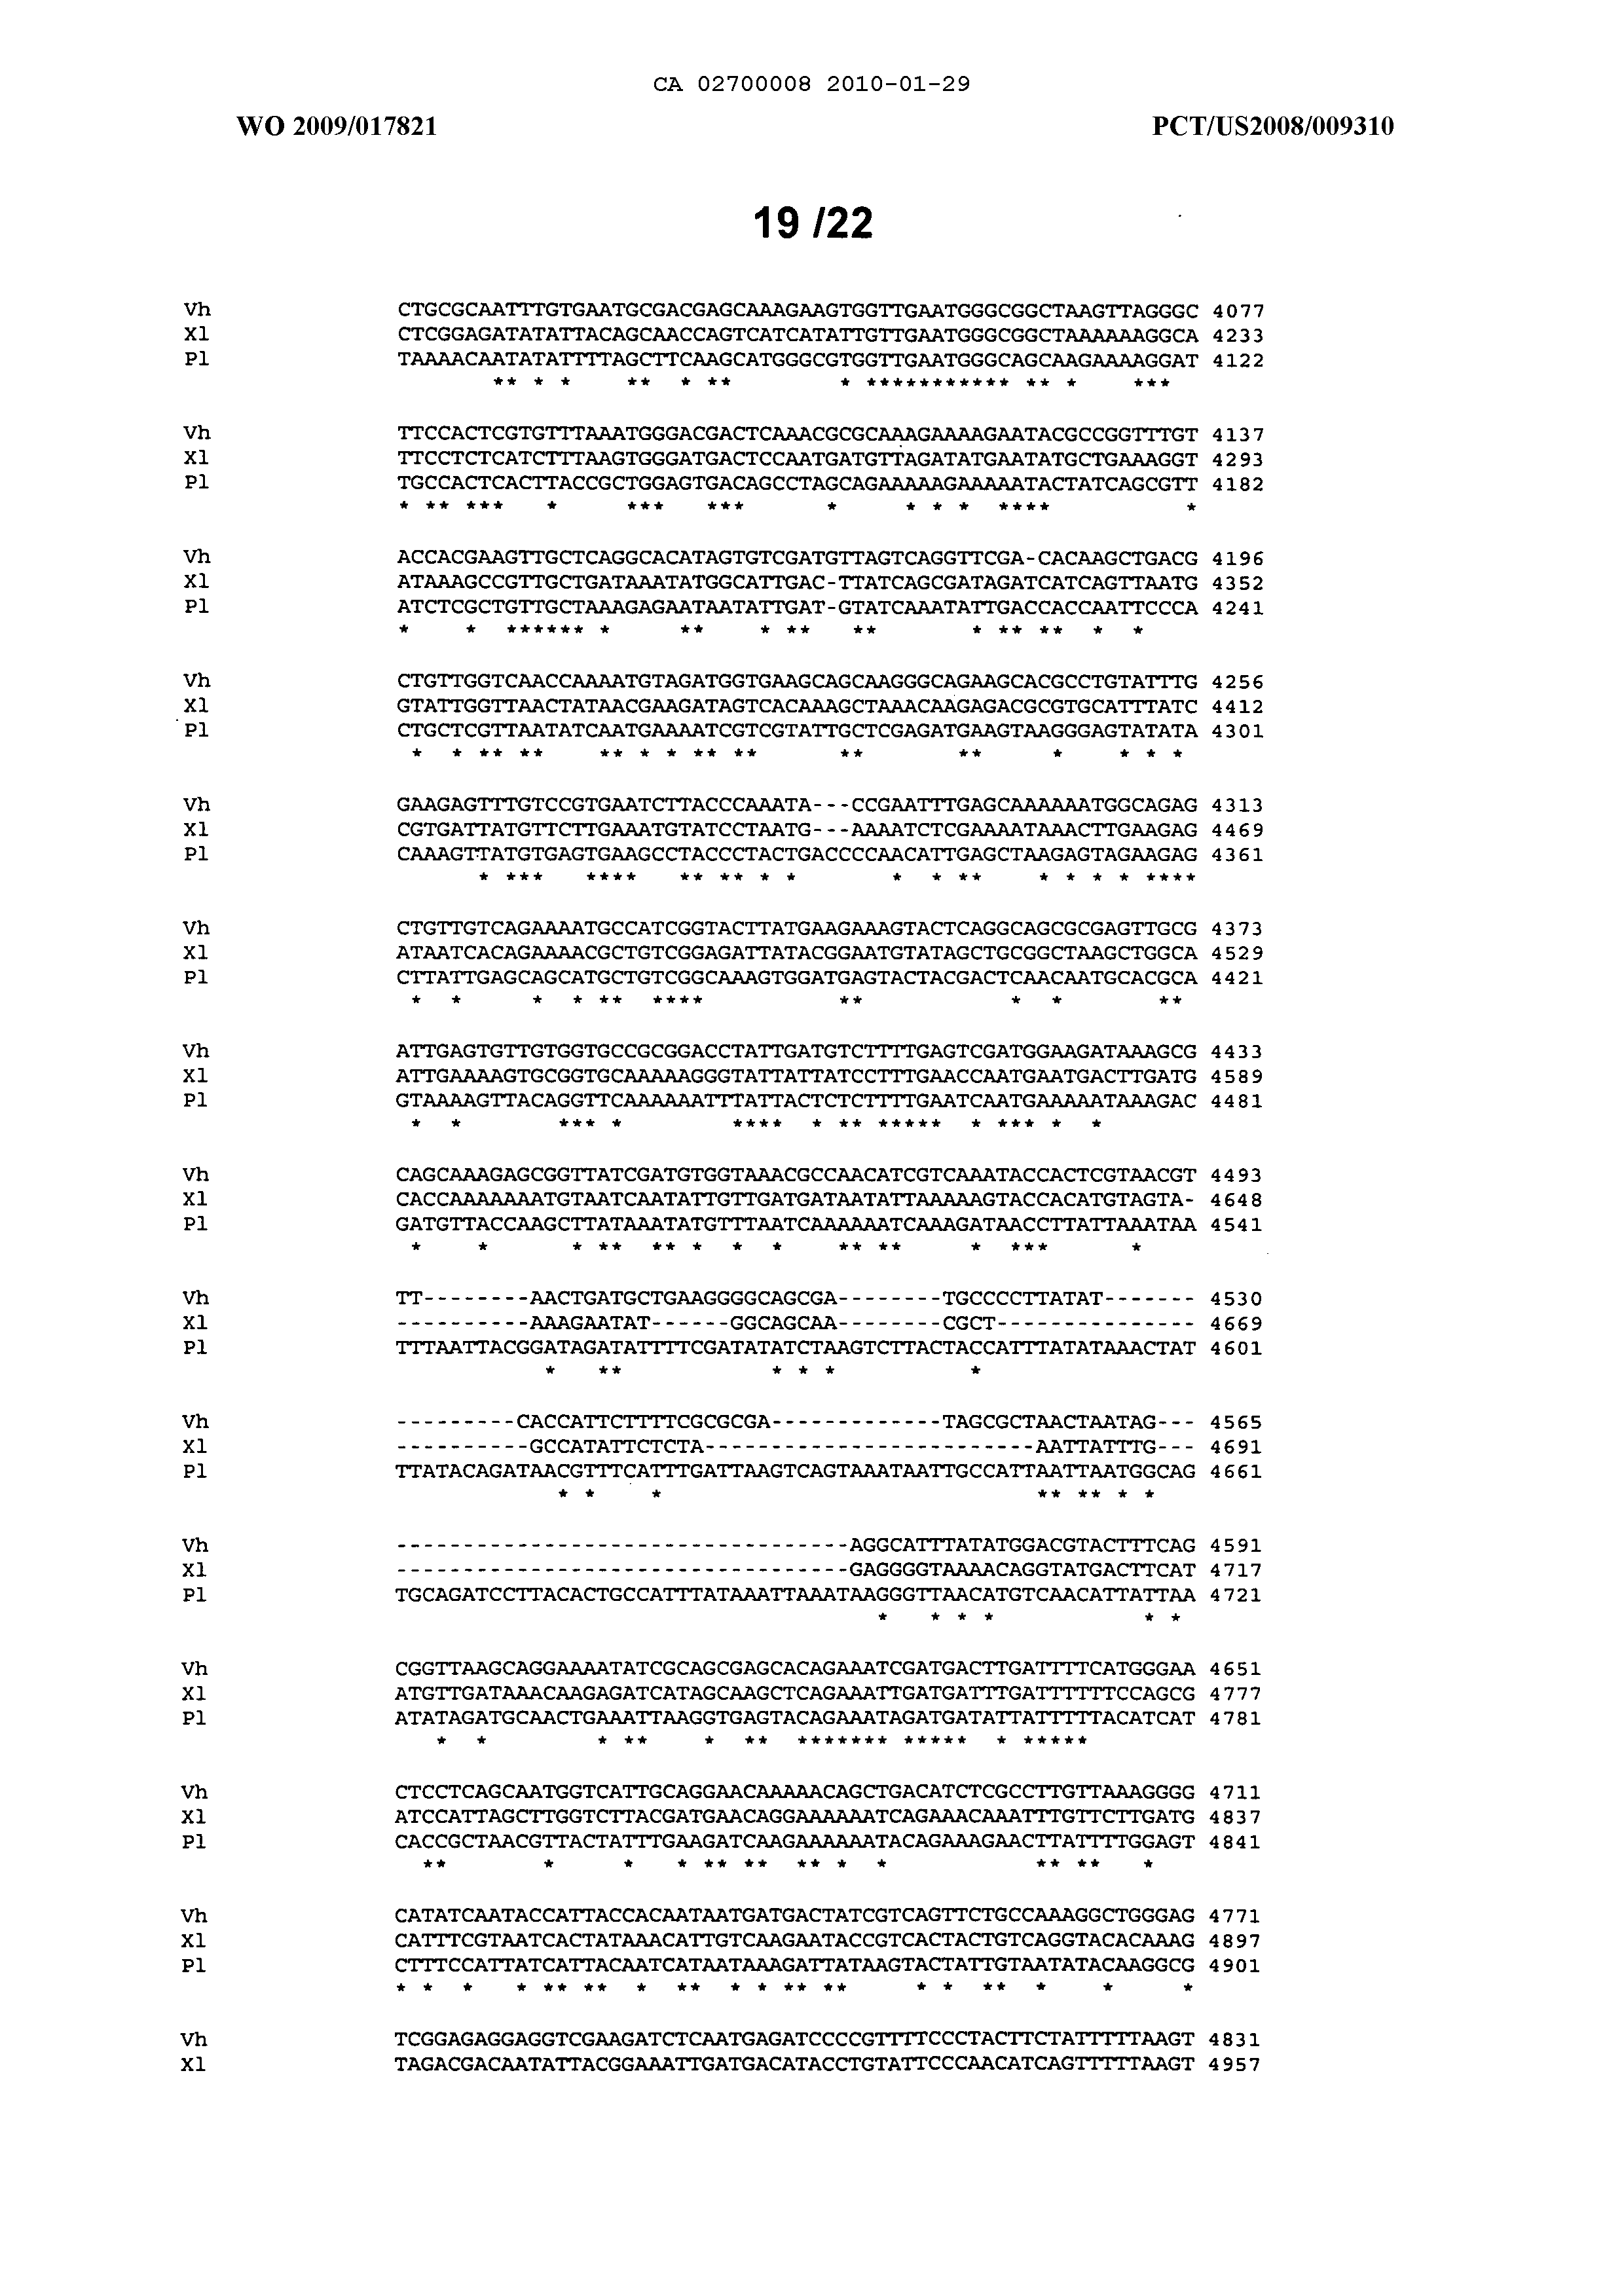 CA 02700008 2010-01-29
WO 2009/017821 PCT/US2008/009310
19 /22
Vh CTGCGCAATTTGTGAATGCGACGAGCAAAGAAGTGGTTGAATGGGCGGCTAAGTTAGGGC 4077
Xl CTCGGAGATATATTACAGCAACCAGTCATCATATTGTTGAATGGGCGGCTAAAAAAGGCA 4233
Pl TAAAACAATATATTTTAGCTTCAAGCATGGGCGTGGTTGAATGGGCAGCAAGAAAAGGAT 4122
** * * ** * ** * *********** ** * ***
Vh TTCCACTCGTGTTTAAATGGGACGACTCAAACGCGCAAAGAAAAGAATACGCCGGTTTGT 4137
Xl TTCCTCTCATCTTTAAGTGGGATGACTCCAATGATGTTAGATATGAATATGCTGAAAGGT 4293
Pl TGCCACTCACTTACCGCTGGAGTGACAGCCTAGCAGAAAAAGAAAAATACTATCAGCGTT 4182
* ** *** * *** *** * * * * **** *
Vh ACCACGAAGTTGCTCAGGCACATAGTGTCGATGTTAGTCAGGTTCGA-CACAAGCTGACG 4196
Xl ATAAAGCCGTTGCTGATAAATATGGCATTGAC-TTATCAGCGATAGATCATCAGTTAATG 4352
Pl ATCTCGCTGTTGCTAAAGAGAATAATATTGAT-GTATCAAATATTGACCACCAATTCCCA 4241
* * ****** * ** * ** ** * ** ** * *
Vh CTGTTGGTCAACCAAAATGTAGATGGTGAAGCAGCAAGGGCAGAAGCACGCCTGTATTTG 4256
Xl GTATTGGTTAACTATAACGAAGATAGTCACAAAGCTAAACAAGAGACGCGTGCATTTATC 4412
Pl CTGCTCGTTAATATCAATGAAAATCGTCGTATTGCTCGAGATGAAGTAAGGGAGTATATA 4301
* * ** ** ** * * ** ** ** ** * * * *
Vh GAAGAGTTTGTCCGTGAATCTTACCCAAATA---CCGAATTTGAGCAAAAAATGGCAGAG 4313
Xl CGTGATTATGTTCTTGAAATGTATCCTAATG---AAAATCTCGAAAATAAACTTGAAGAG 4469
Pl CAAAGTTATGTGAGTGAAGCCTACCCTACTGACCCCAACATTGAGCTAAGAGTAGAAGAG 4361
* *** **** ** ** * * * * ** * * * * ****
Vh CTGTTGTCAGAAAATGCCATCGGTACTTATGAAGAAAGTACTCAGGCAGCGCGAGTTGCG 4373
Xl ATAATCACAGAAAACGCTGTCGGAGATTATACGGAATGTATAGCTGCGGCTAAGCTGGCA 4529
Pl CTTATTGAGCAGCATGCTGTCGGCAAAGTGGATGAGTACTACGACTCAACAATGCACGCA 4421
* * * * ** **** ** * * **
Vh ATTGAGTGTTGTGGTGCCGCGGACCTATTGATGTCTTTTGAGTCGATGGAAGATAAAGCG 4433
Xl ATTGAAAAGTGCGGTGCAAAAAGGGTATTATTATCCTTTGAACCAATGAATGACTTGATG 4589
Pl GTAAAAGTTACAGGTTCAAAAAATTTATTACTCTCTTTTGAATCAATGAAAAATAAAGAC 4481
* * *** * **** * ** ***** * *** * *
Vh CAGCAAAGAGCGGTTATCGATGTGGTAAACGCCAACATCGTCAAATACCACTCGTAACGT 4493
Xl CACCAAAAAAATGTAATCAATATTGTTGATGATAATATTAAAAAGTACCACATGTAGTA- 4648
Pl GATGTTACCAAGCTTATAAATATGTTTAATCAAAAAATCAAAGATAACCTTATTAAATAA 4541
* * * ** ** * * * ** ** * *** *
Vh TT--------AACTGATGCTGAAGGGGCAGCGA--------TGCCCCTTATAT------- 4530
Xl ----------AAAGAATAT------GGCAGCAA--------CGCT--------------- 4669
Pl TTTAATTACGGATAGATATTTTCGATATATCTAAGTCTTACTACCATTTATATAAACTAT 4601
* ** * * * *
Vh ---------CACCATTCTTTTCGCGCGA-------------TAGCGCTAACTAATAG--- 4565
Xl ----------GCCATATTCTCTA-------------------------AATTATTTG--- 4691
Pl TTATACAGATAACGTTTCATTTGATTAAGTCAGTAAATAATTGCCATTAATTAATGGCAG 4661
* * * ** ** * *
Vh ----------------------------------AGGCATTTATATGGACGTACTTTCAG 4591
Xl ----------------------------------GAGGGGTAAAACAGGTATGACTTCAT 4717
Pl TGCAGATCCTTACACTGCCATTTATAAATTAAATAAGGGTTAACATGTCAACATTATTAA 4721
* * * * * *
Vh CGGTTAAGCAGGAAAATATCGCAGCGAGCACAGAAATCGATGACTTGATTTTCATGGGAA 4651
Xl ATGTTGATAAACAAGAGATCATAGCAAGCTCAGAAATTGATGATTTGATTTTTTCCAGCG 4777
Pl ATATAGATGCAACTGAAATTAAGGTGAGTACAGAAATAGATGATATTATTTTTACATCAT 4781
* * * ** * ** ******* ***** * *****
Vh CTCCTCAGCAATGGTCATTGCAGGAACAAAAACAGCTGACATCTCGCCTTGTTAAAGGGG 4711
Xl ATCCATTAGCTTGGTCTTACGATGAACAGGAAAAAATCAGAAACAAATTTGTTCTTGATG 4837
Pl CACCGCTAACGTTACTATTTGAAGATCAAGAAAAAATACAGAAAGAACTTATTTTGGAGT 4841
** * * * ** ** ** * * ** ** *
Vh CATATCAATACCATTACCACAATAATGATGACTATCGTCAGTTCTGCCAAAGGCTGGGAG 4771
Xl CATTTCGTAATCACTATAAACATTGTCAAGAATACCGTCACTACTGTCAGGTACACAAAG 4897
Pl CTTTCCATTATCATTACAATCATAATAAAGATTATAAGTACTATTGTAATATACAAGGCG 4901
* * * * ** ** * ** * * ** ** * * ** * * *
Vh TCGGAGAGGAGGTCGAAGATCTCAATGAGATCCCCGTTTTCCCTACTTCTATTTTTAAGT 4831
Xl TAGACGACAATATTACGGAAATTGATGACATACCTGTATTCCCAACATCAGTTTTTAAGT 4957